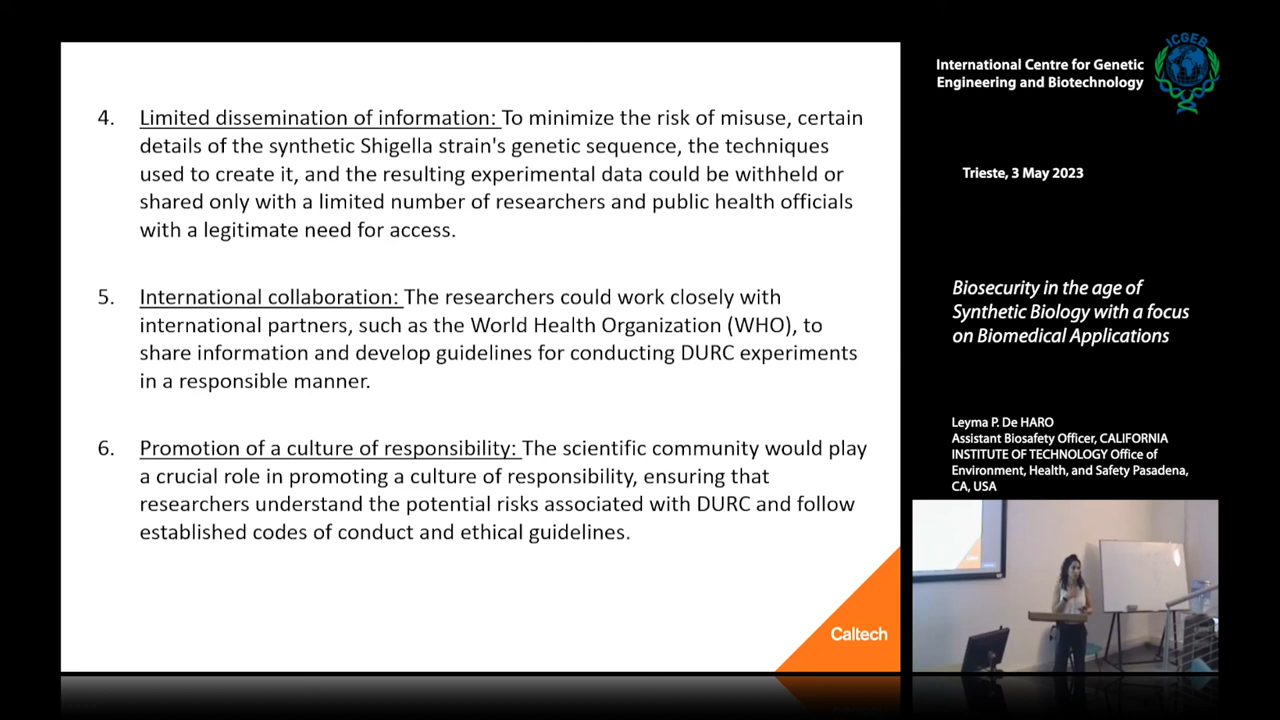 4. Limited dissemination of information: To minimize the risk of misuse, certain
details of the synthetic Shigella strain's genetic sequence, the techniques
used to create it, and the resulting experimental data could be withheld or
shared only with a limited number of researchers and public health officials
with a legitimate need for access.
5. International collaboration: The researchers could work closely with
international partners, such as the World Health Organization (WHO), to
share information and develop guidelines for conducting DURC experiments
in a responsible manner.
6. Promotion of a culture of responsibility: The scientific community would play
a crucial role in promoting a culture of responsibility, ensuring that
researchers understand the potential risks associated with DURC and follow
established codes of conduct and ethical guidelines.
Caltech
International Centre for Genetic
Engineering and Biotechnology
ICGEB
Trieste, 3 May 2023
Biosecurity in the age of
Synthetic Biology with a focus
on Biomedical Applications
Leyma P. De HARO
Assistant Biosafety Officer, CALIFORNIA
INSTITUTE OF TECHNOLOGY Office of
Environment, Health, and Safety Pasadena,
CA, USA